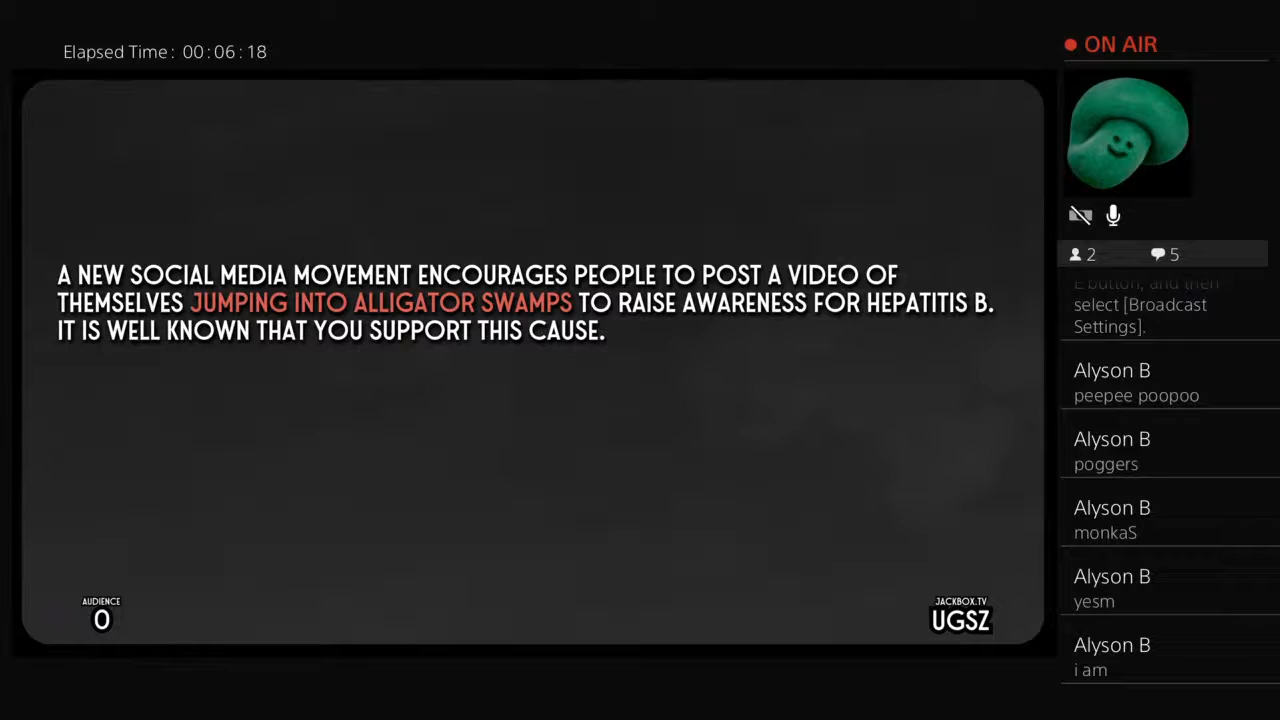 Elapsed Time: 00:06:18
ON AIR
A NEW SOCIAL MEDIA MOVEMENT ENCOURAGES PEOPLE TO POST A VIDEO OF
THEMSELVES JUMPING INTO ALLIGATOR SWAMPS TO RAISE AWARENESS FOR HEPATITIS B.
IT IS WELL KNOWN THAT YOU SUPPORT THIS CAUSE.
AUDIENCE
0
JACKBOX.TV
UGSZ
2
5
E button, and then
select [Broadcast
Settings].
Alyson B
peepee poopoo
Alyson B
poggers
Alyson B
monkaS
Alyson B
yesm
Alyson B
i am